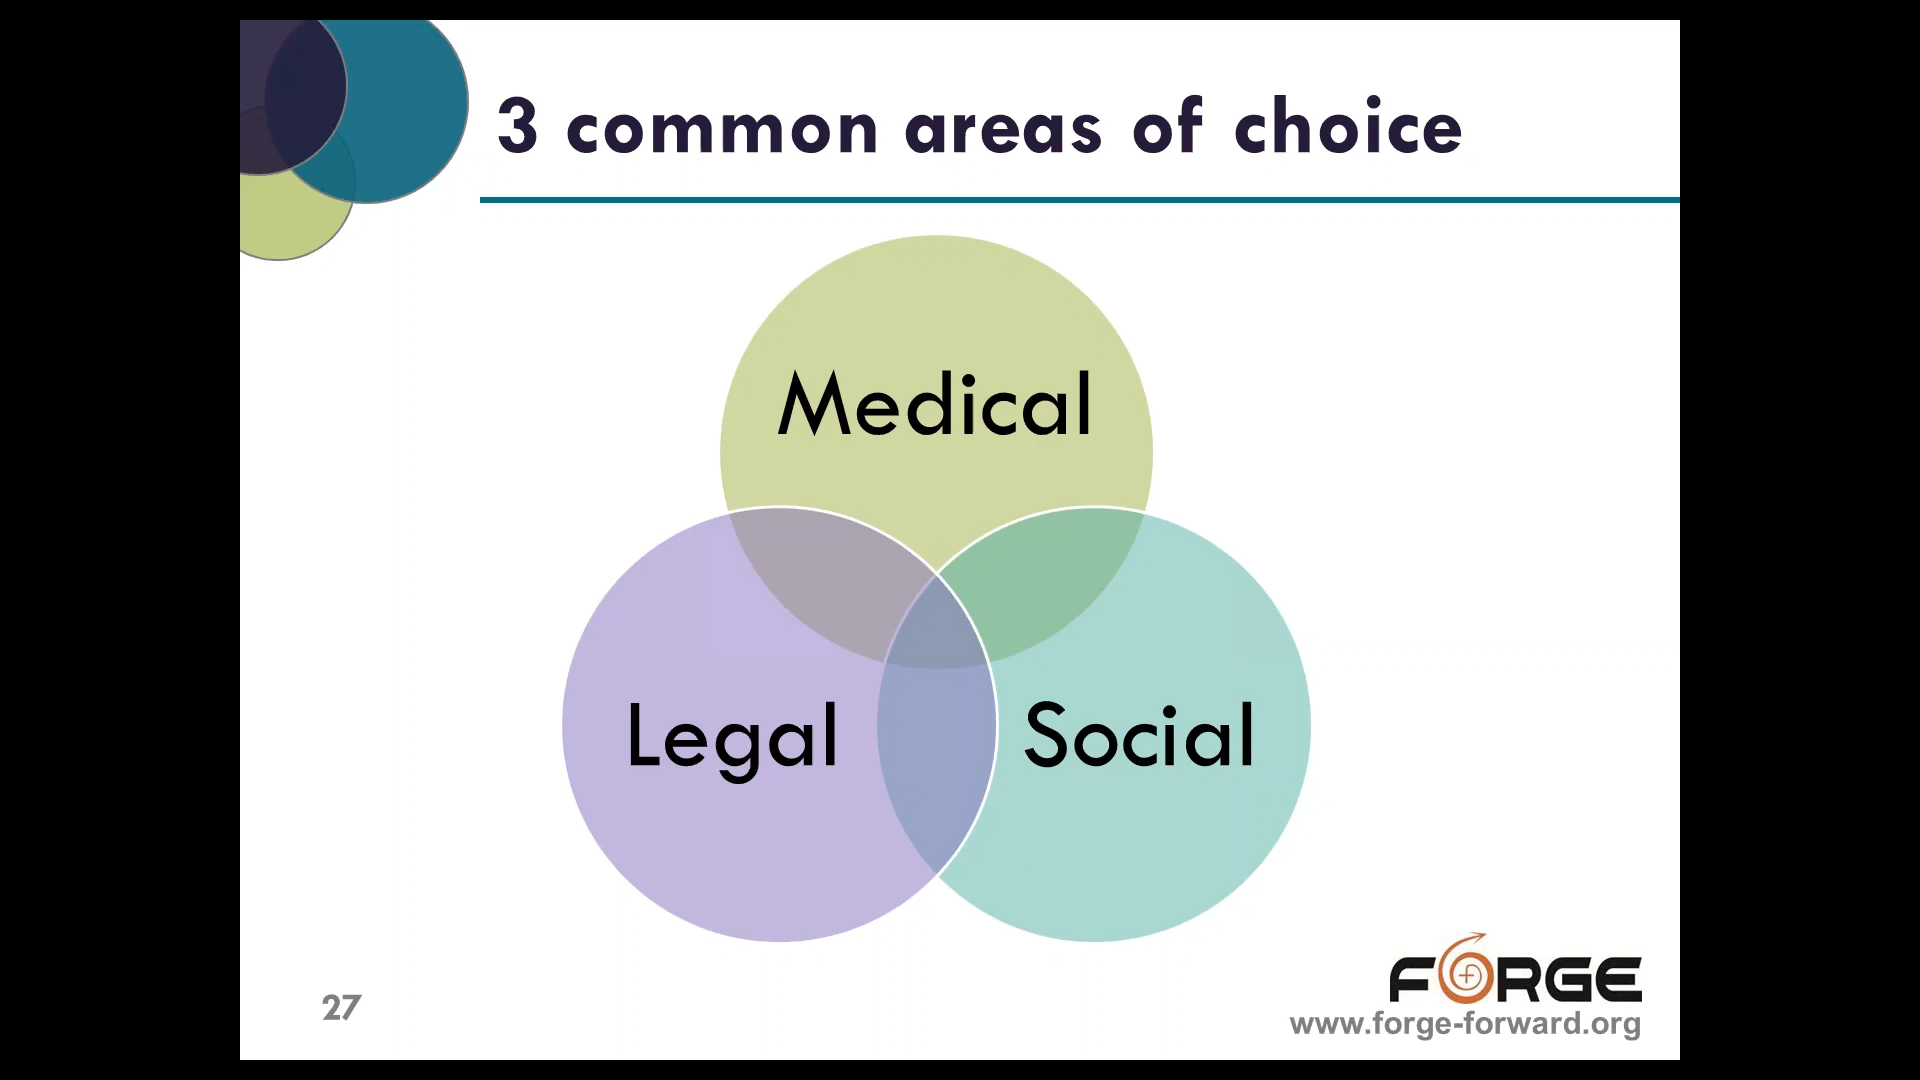 3 common areas of choice
Medical
Legal
Social
FORGE
www.forge-forward.org
27